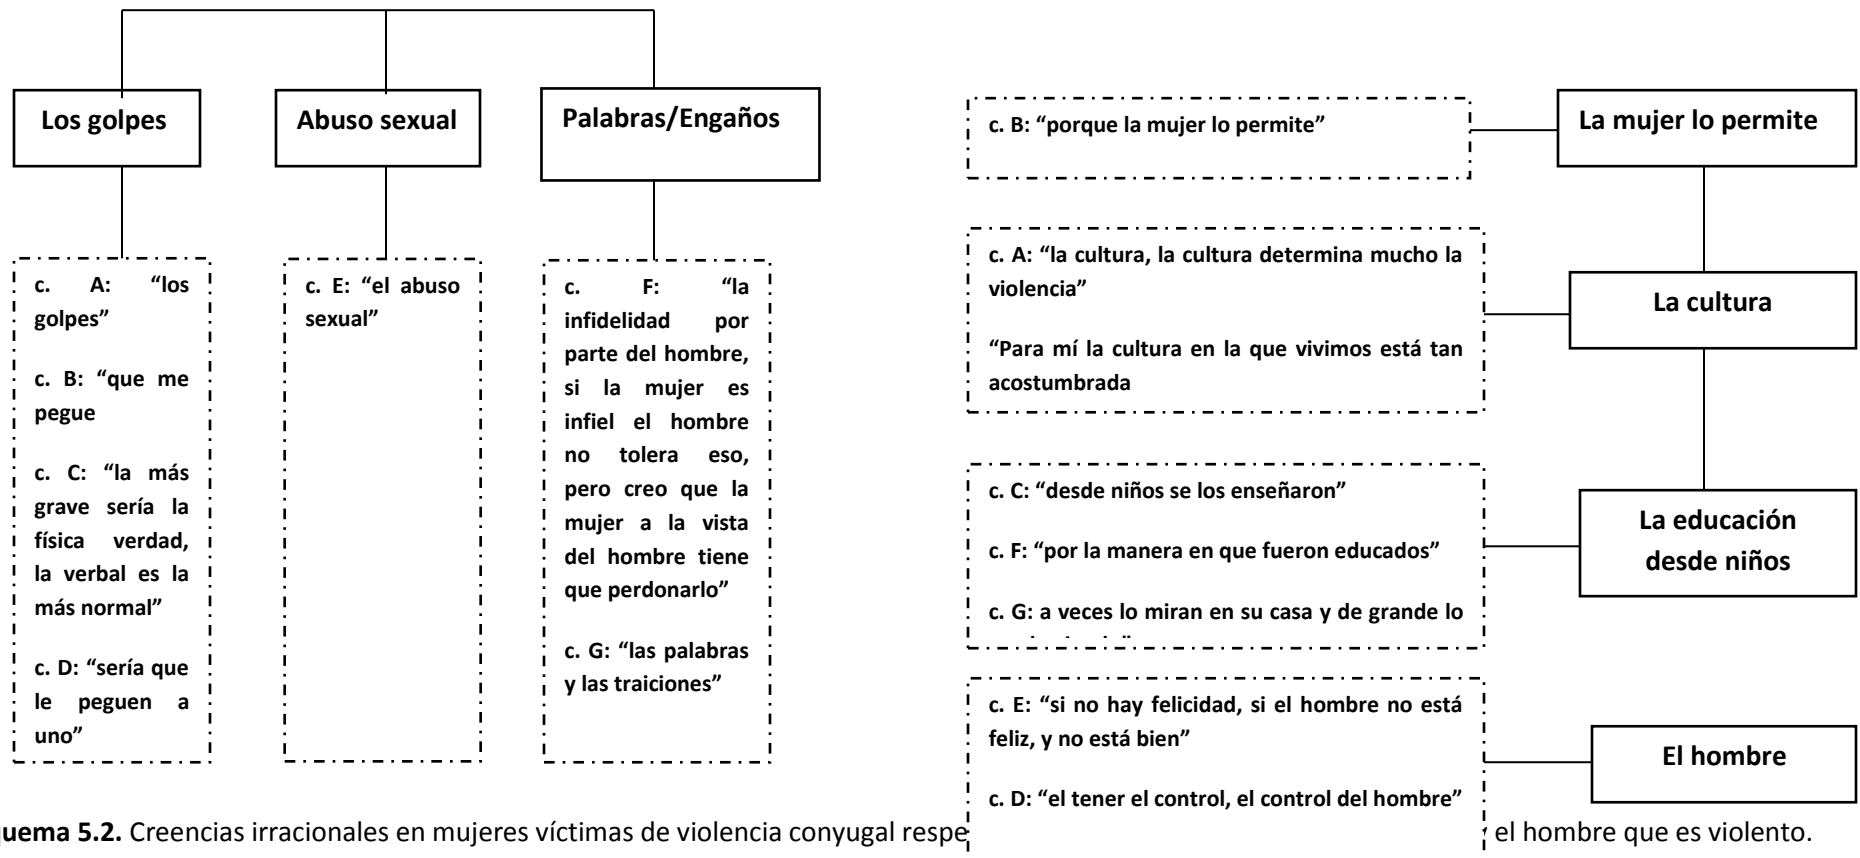 Los golpes
Abuso sexual
Palabras/Engaños
c. A: “los
golpes”
c. B: “que me
pegue
c. C: “la más
grave sería la
física verdad,
la verbal es la
más normal”
c. D: “sería que
le peguen a
uno”
c. E: “el abuso
sexual”
c. F: “la
infidelidad por
parte del hombre,
si la mujer es
infiel el hombre
no tolera eso,
pero creo que la
mujer a la vista
del hombre tiene
que perdonarlo”
c. G: “las palabras
y las traiciones”
c. B: “porque la mujer lo permite”
La mujer lo permite
c. A: “la cultura, la cultura determina mucho la
violencia”
“Para mí la cultura en la que vivimos está tan
acostumbrada
La cultura
c. C: “desde niños se los enseñaron”
c. F: “por la manera en que fueron educados”
c. G: a veces lo miran en su casa y de grande lo
La educación
desde niños
c. E: “si no hay felicidad, si el hombre no está
feliz, y no está bien”
c. D: “el tener el control, el control del hombre”
El hombre
uema 5.2. Creencias irracionales en mujeres víctimas de violencia conyugal respe el hombre que es violento.